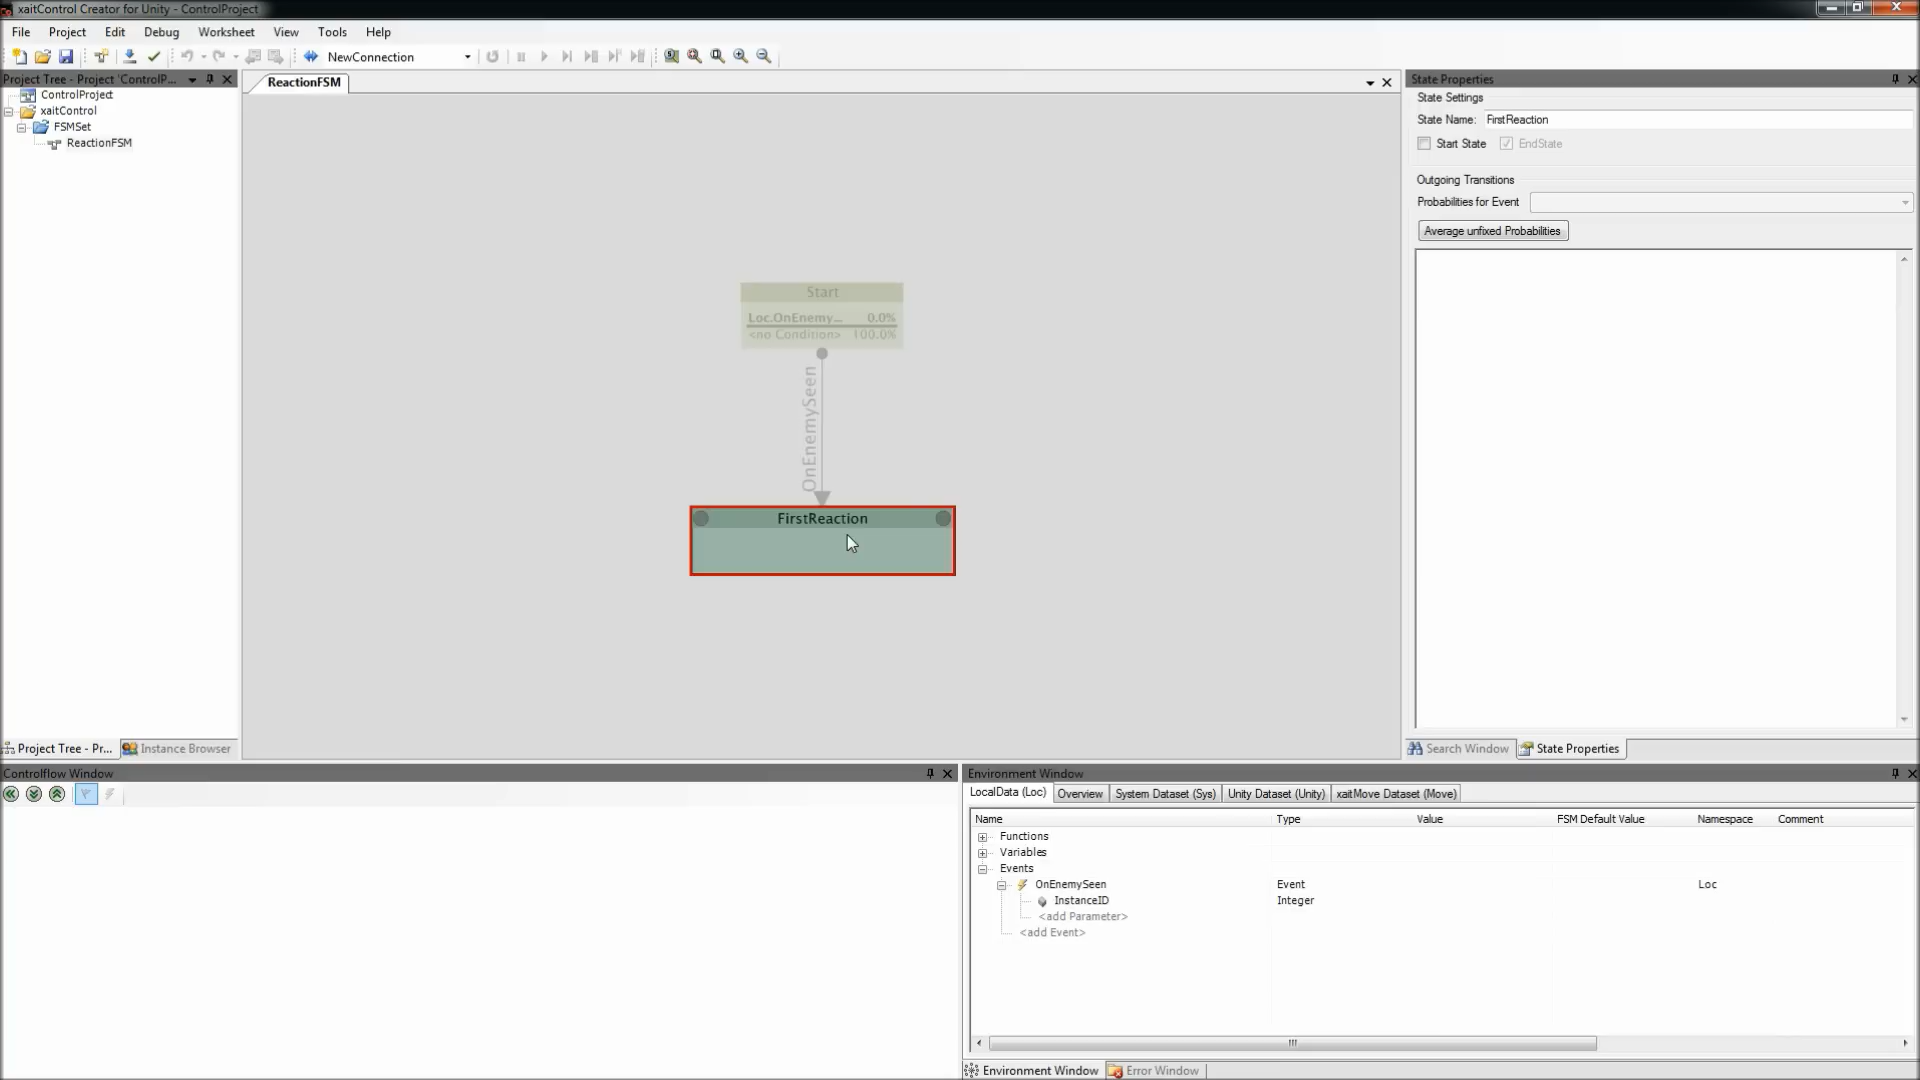 xaitControl Creator for Unity - ControlProject
File Project Edit Debug Worksheet View Tools Help
NewConnection
Project Tree - Project 'ControlP...
ControlProject
xaitControl
FSMSet
ReactionFSM
Project Tree - Pr... Instance Browser
ReactionFSM
Start
Loc.OnEnemy... 0.0%
<no Condition> 100.0%
OnEnemySeen
FirstReaction
State Properties
State Settings
State Name: FirstReaction
Start State EndState
Outgoing Transitions
Probabilities for Event
Average unfixed Probabilities
Search Window State Properties
Controlflow Window
Environment Window
LocalData (Loc) Overview System Dataset (Sys) Unity Dataset (Unity) xaitMove Dataset (Move)
Name Type Value FSM Default Value Namespace Comment
Functions
Variables
Events
OnEnemySeen Event Loc
InstanceID Integer
<add Parameter>
<add Event>
Environment Window Error Window